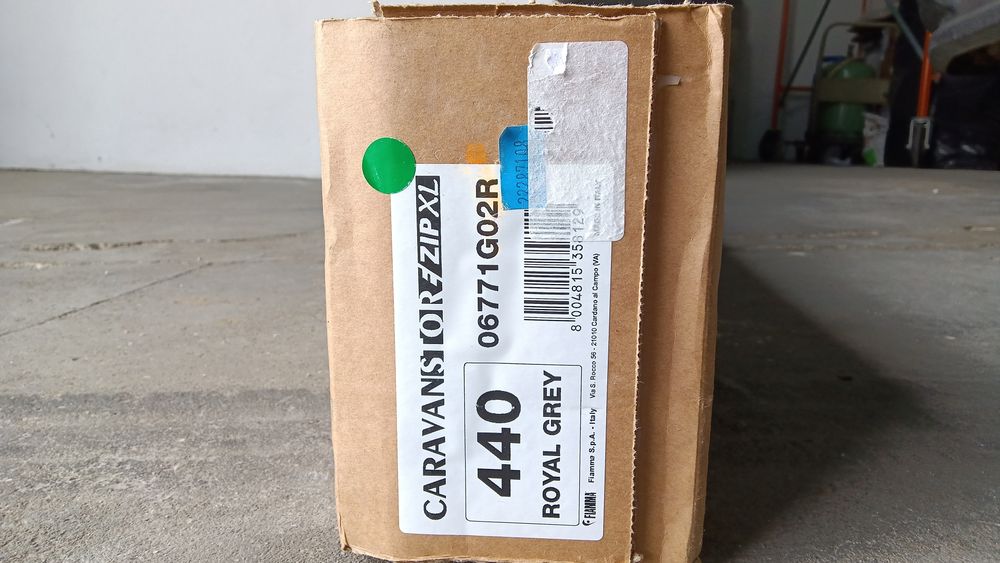 CARAVANSTORE ZIP XL
06771G02R
8 004815 358129
440
ROYAL GREY
FIAMMA Fiamma S.p.A. - Italy Via S. Rocco 56 - 21010 Cardano al Campo (VA)
MADE IN ITALY